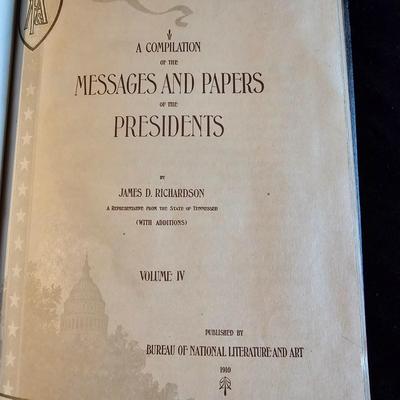 A COMPILATION
OF THE
MESSAGES AND PAPERS
OF THE
PRESIDENTS
BY
JAMES D. RICHARDSON
A REPRESENTATIVE FROM THE STATE OF TENNESSEE
(WITH ADDITIONS)
VOLUME IV
PUBLISHED BY
BUREAU OF NATIONAL LITERATURE AND ART
1910